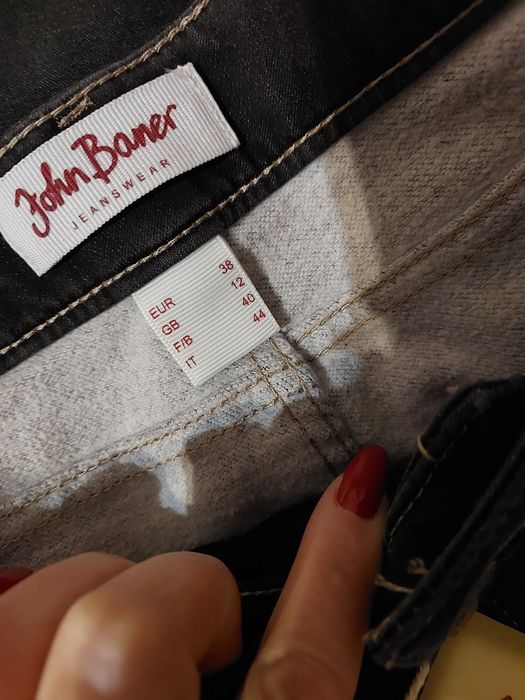 John Baner
JEANSWEAR
EUR 38
GB 12
F/B 40
IT 44